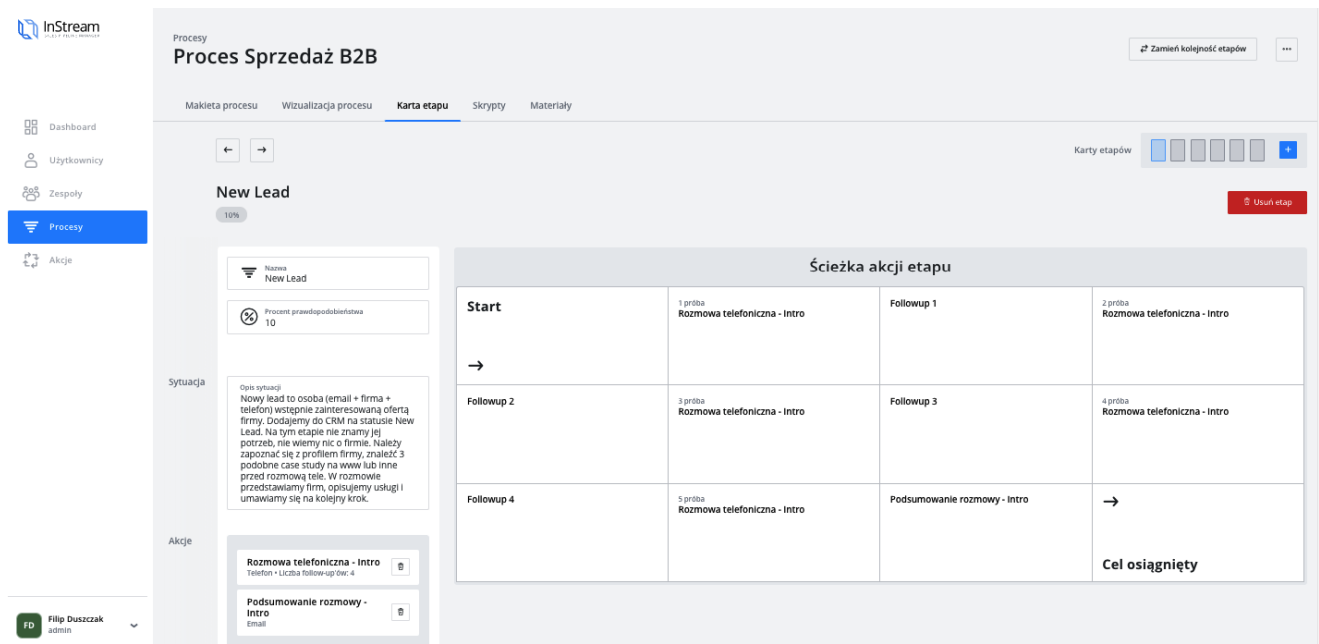 InStream
Dashboard
Użytkownicy
Zespoły
Procesy
Akcje
FD
Filip Duszczak
admin
Procesy
Proces Sprzedaż B2B
Zamień kolejność etapów
Makieta procesu
Wizualizacja procesu
Karta etapu
Skrypty
Materiały
Karty etapów
New Lead
10%
Usuń etap
Nazwa
New Lead
Procent prawdopodobieństwa
10
Sytuacja
Opis sytuacji
Nowy lead to osoba (email + firma +
telefon) wstępnie zainteresowaną ofertą
firmy. Dodajemy do CRM na statusie New
Lead. Na tym etapie nie znamy jej
potrzeb, nie wiemy nic o firmie. Należy
zapoznać się z profilem firmy, znaleźć 3
podobne case study na www lub inne
przed rozmową tele. W rozmowie
przedstawiamy firm, opisujemy usługi i
umawiamy się na kolejny krok.
Akcje
Rozmowa telefoniczna - Intro
Telefon • Liczba follow-up'ów: 4
Podsumowanie rozmowy -
Intro
Email
Ścieżka akcji etapu
Start
1 próba
Rozmowa telefoniczna - Intro
Followup 1
2 próba
Rozmowa telefoniczna - Intro
Followup 2
3 próba
Rozmowa telefoniczna - Intro
Followup 3
4 próba
Rozmowa telefoniczna - Intro
Followup 4
5 próba
Rozmowa telefoniczna - Intro
Podsumowanie rozmowy - Intro
Cel osiągnięty